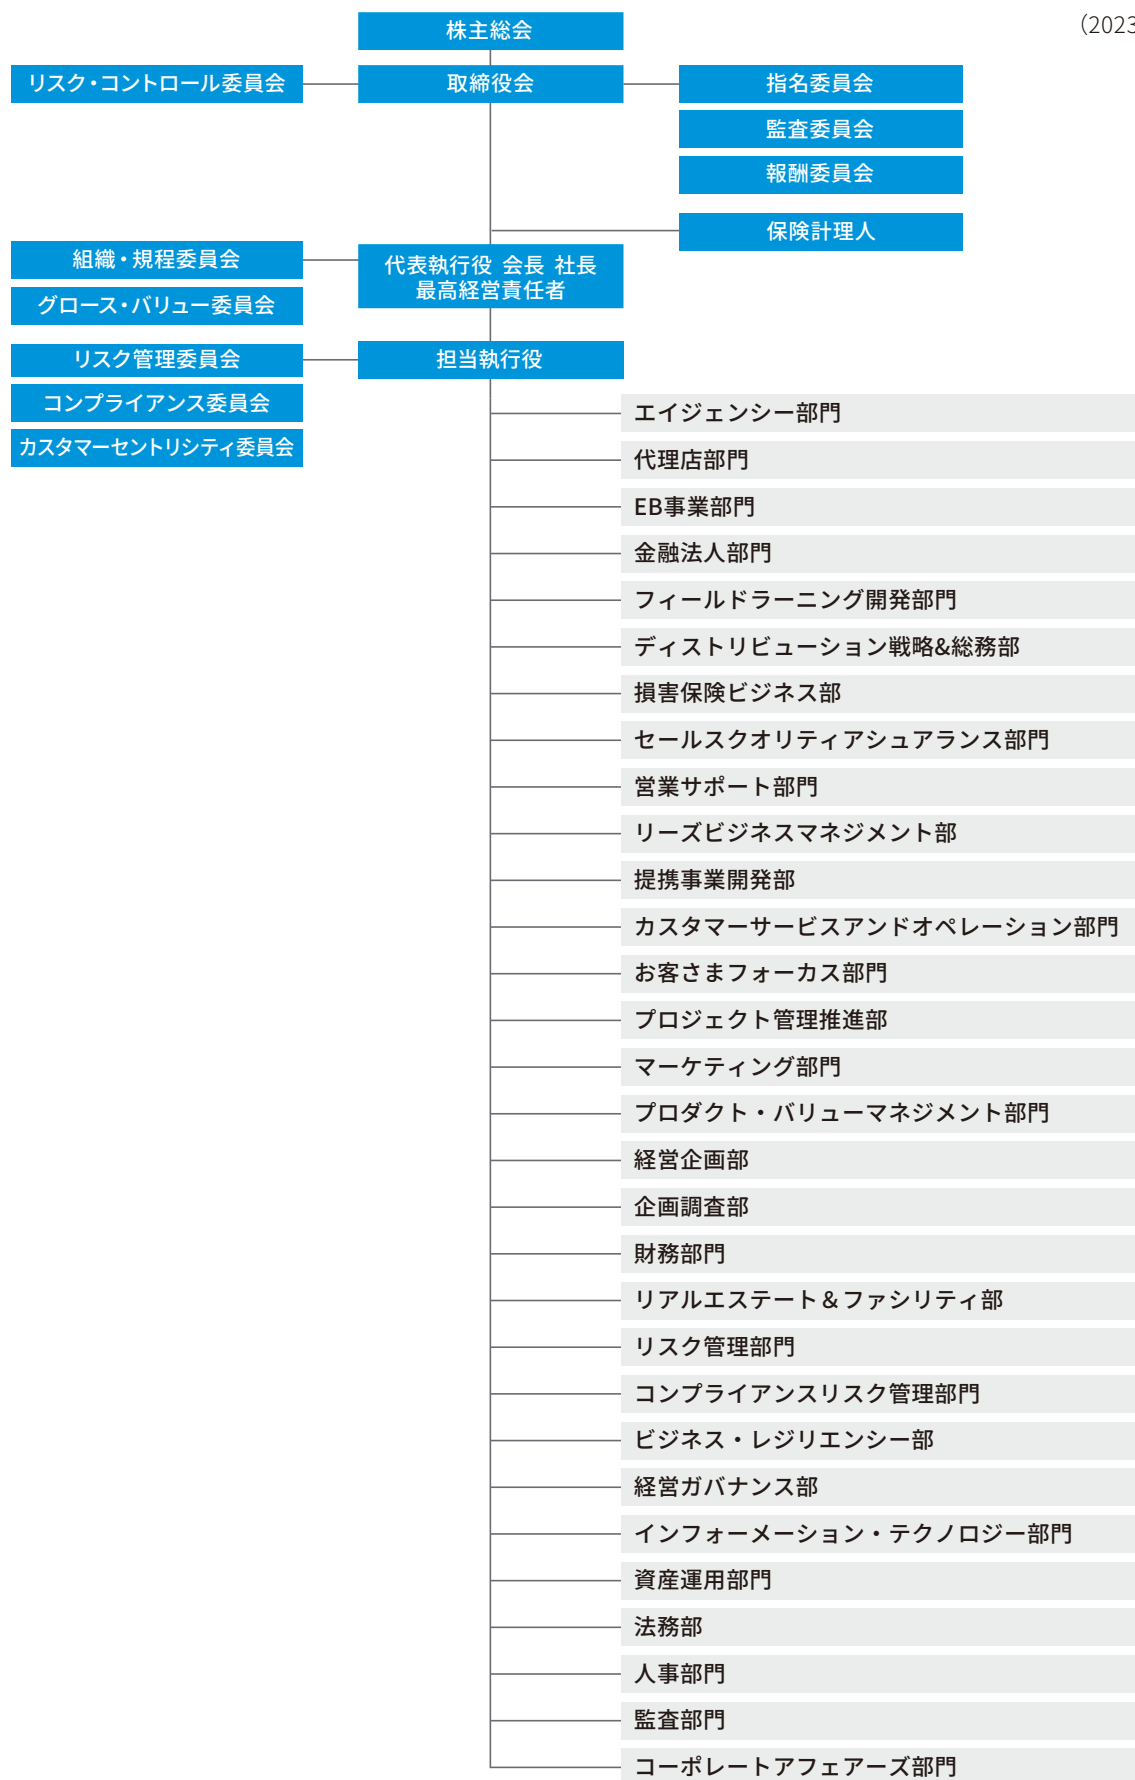 （2023
株主総会
リスク・コントロール委員会
取締役会
指名委員会
監査委員会
報酬委員会
保険計理人
組織・規程委員会
グロース・バリュー委員会
代表執行役 会長 社長
最高経営責任者
リスク管理委員会
コンプライアンス委員会
カスタマーセントリシティ委員会
担当執行役
エイジェンシー部門
代理店部門
EB事業部門
金融法人部門
フィールドラーニング開発部門
ディストリビューション戦略&総務部
損害保険ビジネス部
セールスクオリティアシュアランス部門
営業サポート部門
リーズビジネスマネジメント部
提携事業開発部
カスタマーサービスアンドオペレーション部門
お客さまフォーカス部門
プロジェクト管理推進部
マーケティング部門
プロダクト・バリューマネジメント部門
経営企画部
企画調査部
財務部門
リアルエステート＆ファシリティ部
リスク管理部門
コンプライアンスリスク管理部門
ビジネス・レジリエンシー部
経営ガバナンス部
インフォーメーション・テクノロジー部門
資産運用部門
法務部
人事部門
監査部門
コーポレートアフェアーズ部門